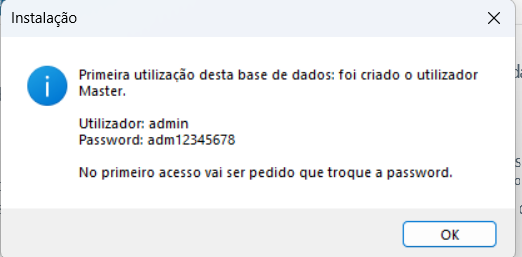 Instalação
Primeira utilização desta base de dados: foi criado o utilizador
Master.
Utilizador: admin
Password: adm12345678
No primeiro acesso vai ser pedido que troque a password.
OK